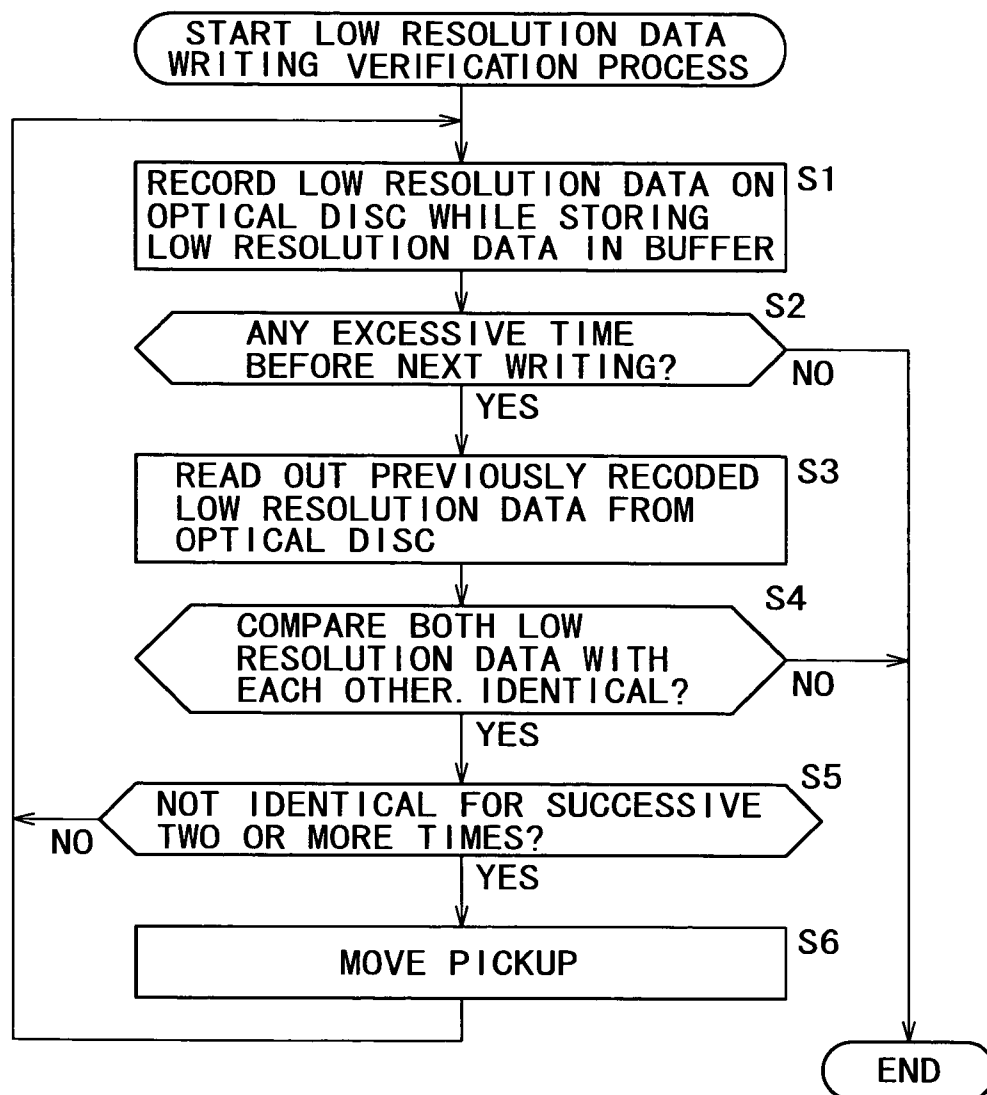 START LOW RESOLUTION DATA
WRITING VERIFICATION PROCESS
RECORD LOW RESOLUTION DATA ON
OPTICAL DISC WHILE STORING
LOW RESOLUTION DATA IN BUFFER
S1
ANY EXCESSIVE TIME
BEFORE NEXT WRITING?
S2
NO
YES
READ OUT PREVIOUSLY RECODED
LOW RESOLUTION DATA FROM
OPTICAL DISC
S3
COMPARE BOTH LOW
RESOLUTION DATA WITH
EACH OTHER. IDENTICAL?
S4
NO
YES
NOT IDENTICAL FOR SUCCESSIVE
TWO OR MORE TIMES?
S5
NO
YES
MOVE PICKUP
S6
END